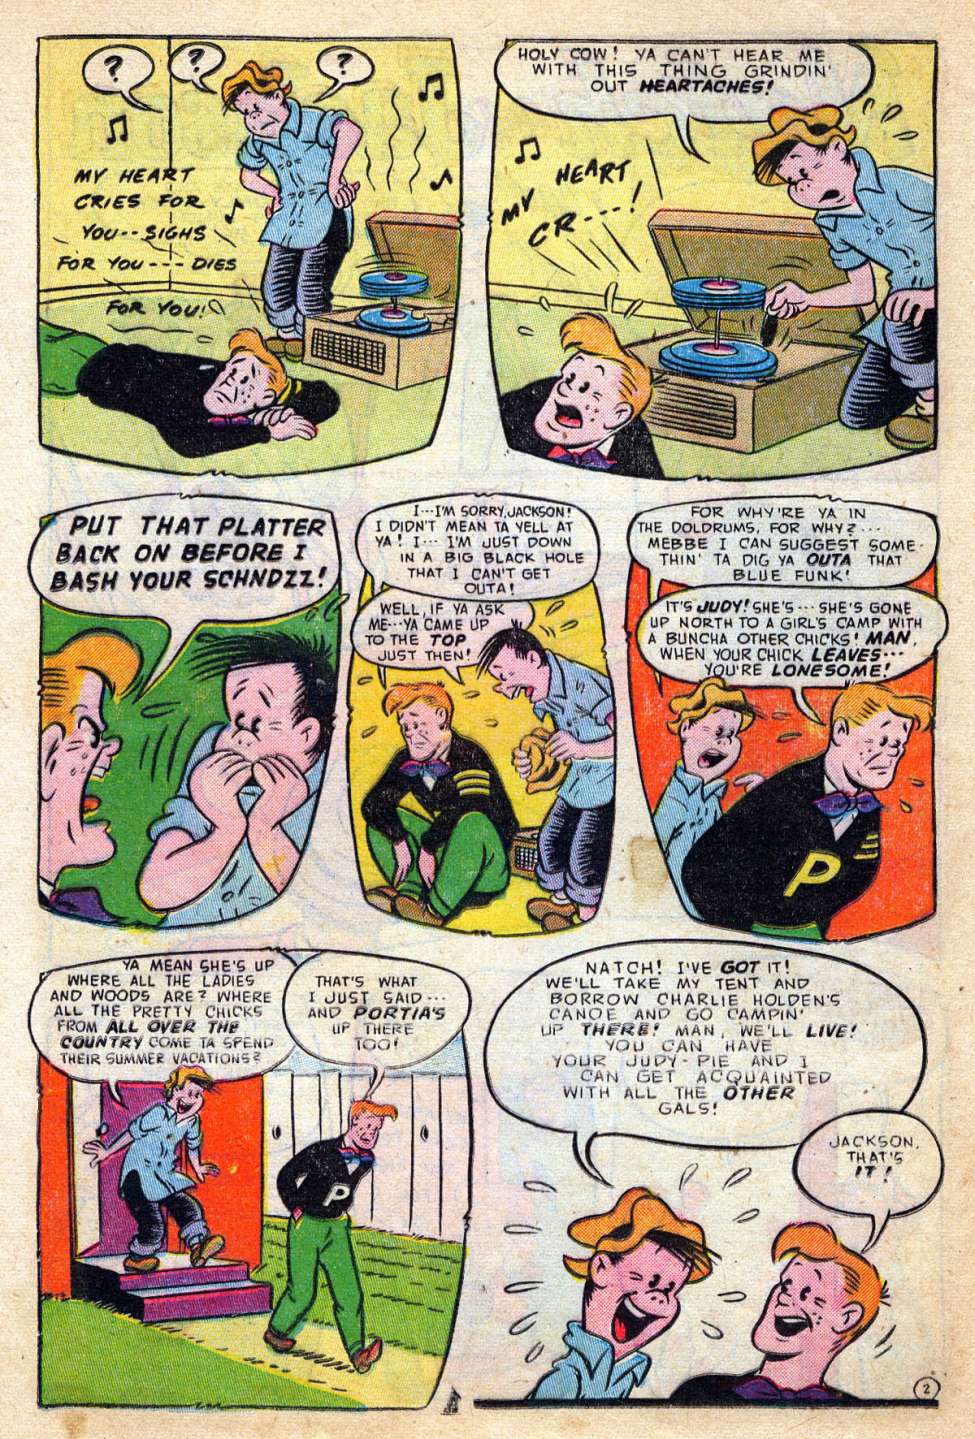 ?
?
?
MY HEART
CRIES FOR
YOU-- SIGHS
FOR YOU--- DIES
FOR YOU!
HOLY COW! YA CAN'T HEAR ME
WITH THIS THING GRINDIN'
OUT HEARTACHES!
MY HEART
CR---!
PUT THAT PLATTER
BACK ON BEFORE I
BASH YOUR SCHNOZZ!
I---I'M SORRY, JACKSON!
I DIDN'T MEAN TA YELL AT
YA! I--- I'M JUST DOWN
IN A BIG BLACK HOLE
THAT I CAN'T GET
OUTA!
WELL, IF YA ASK
ME---YA CAME UP
TO THE TOP
JUST THEN!
FOR WHY'RE YA IN
THE DOLDRUMS, FOR WHY?---
MEBBE I CAN SUGGEST SOME-
THIN' TA DIG YA OUTA THAT
BLUE FUNK!
IT'S JUDY! SHE'S--- SHE'S GONE
UP NORTH TO A GIRL'S CAMP WITH
A BUNCHA OTHER CHICKS! MAN,
WHEN YOUR CHICK LEAVES---
YOU'RE LONESOME!
P
YA MEAN SHE'S UP
WHERE ALL THE LADIES
AND WOODS ARE? WHERE
ALL THE PRETTY CHICKS
FROM ALL OVER THE
COUNTRY COME TA SPEND
THEIR SUMMER VACATIONS?
THAT'S WHAT
I JUST SAID---
AND PORTIA'S
UP THERE
TOO!
P
NATCH! I'VE GOT IT!
WE'LL TAKE MY TENT AND
BORROW CHARLIE HOLDEN'S
CANOE AND GO CAMPIN'
UP THERE! MAN, WE'LL LIVE!
YOU CAN HAVE
YOUR JUDY-PIE AND I
CAN GET ACQUAINTED
WITH ALL THE OTHER
GALS!
JACKSON,
THAT'S
IT!
2